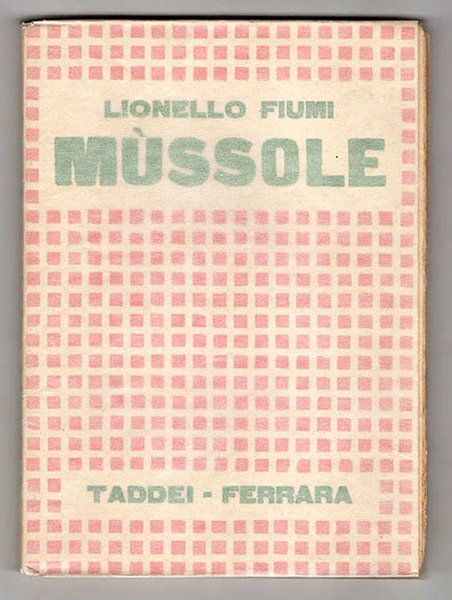 LIONELLO FIUMI
MÙSSOLE
TADDEI - FERRARA